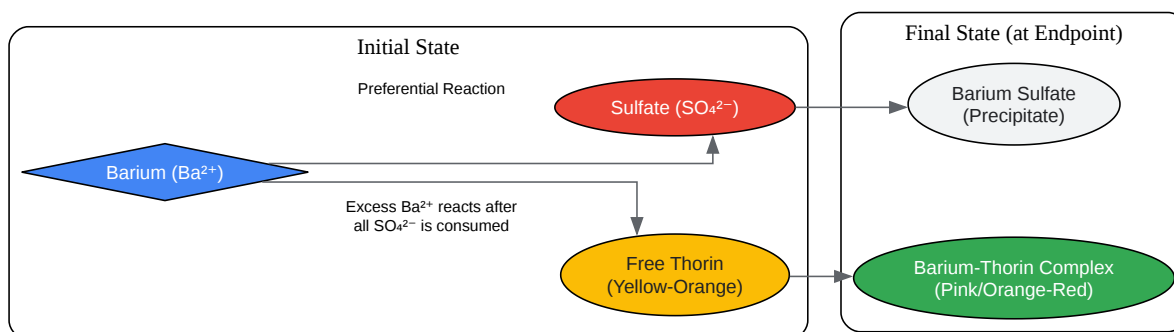 Initial State
Preferential Reaction
Sulfate (SO₄²⁻)
Barium (Ba²⁺)
Excess Ba²⁺ reacts after
all SO₄²⁻ is consumed
Free Thorin
(Yellow-Orange)
Final State (at Endpoint)
Barium Sulfate
(Precipitate)
Barium-Thorin Complex
(Pink/Orange-Red)